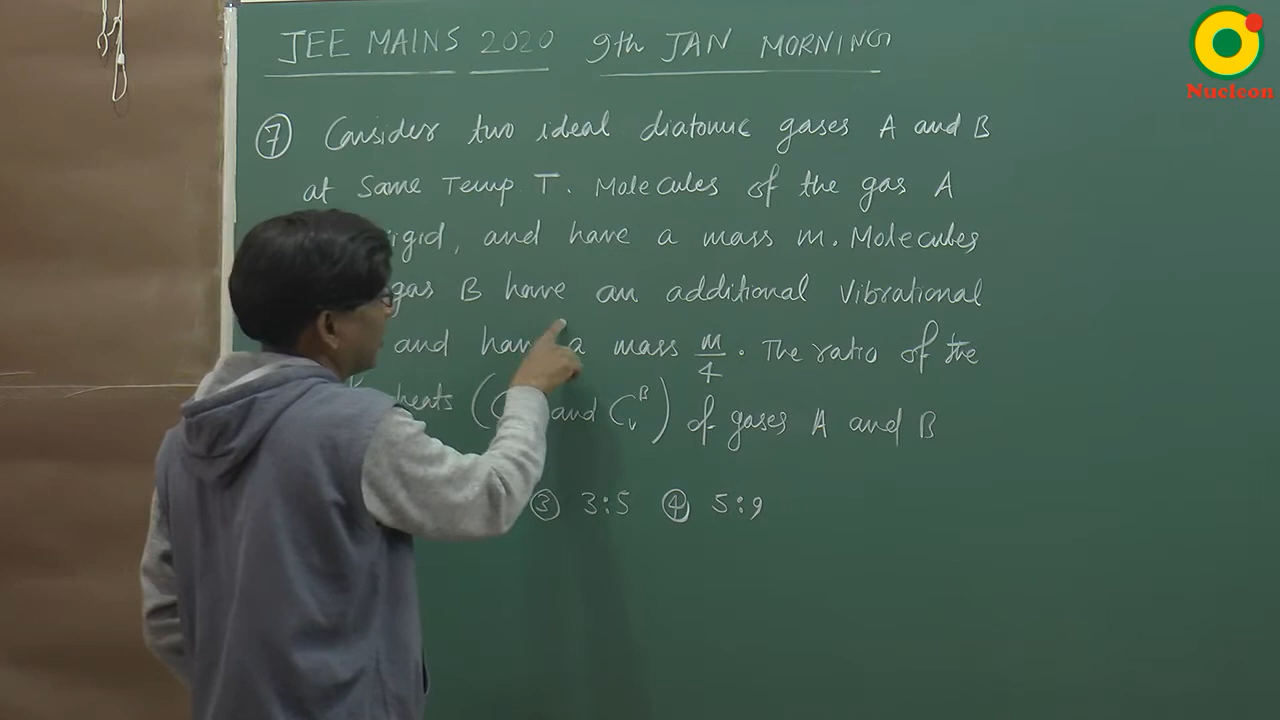 JEE MAINS 2020 9th JAN MORNING
Nucleon
⑦ Consider two ideal diatomic gases A and B
at Same Temp. T. Molecules of the gas A
rigid, and have a mass m. Molecules
gas B have an additional Vibrational
and have a mass m/4. The ratio of the
heats ( and C_v^B) of gases A and B
③ 3:5 ④ 5:9